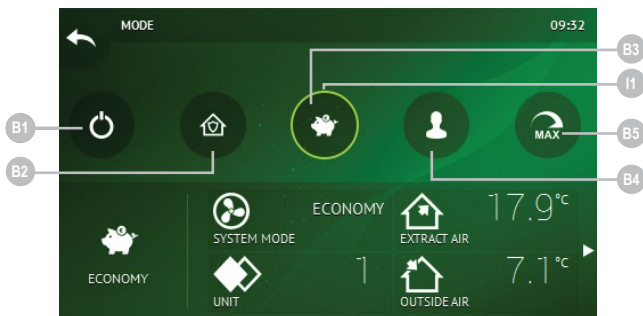 MODE
09:32
B3
I1
B1
MAX
B5
B2
B4
ECONOMY
17.9°C
SYSTEM MODE
EXTRACT AIR
ECONOMY
1
7.1°C
UNIT
OUTSIDE AIR